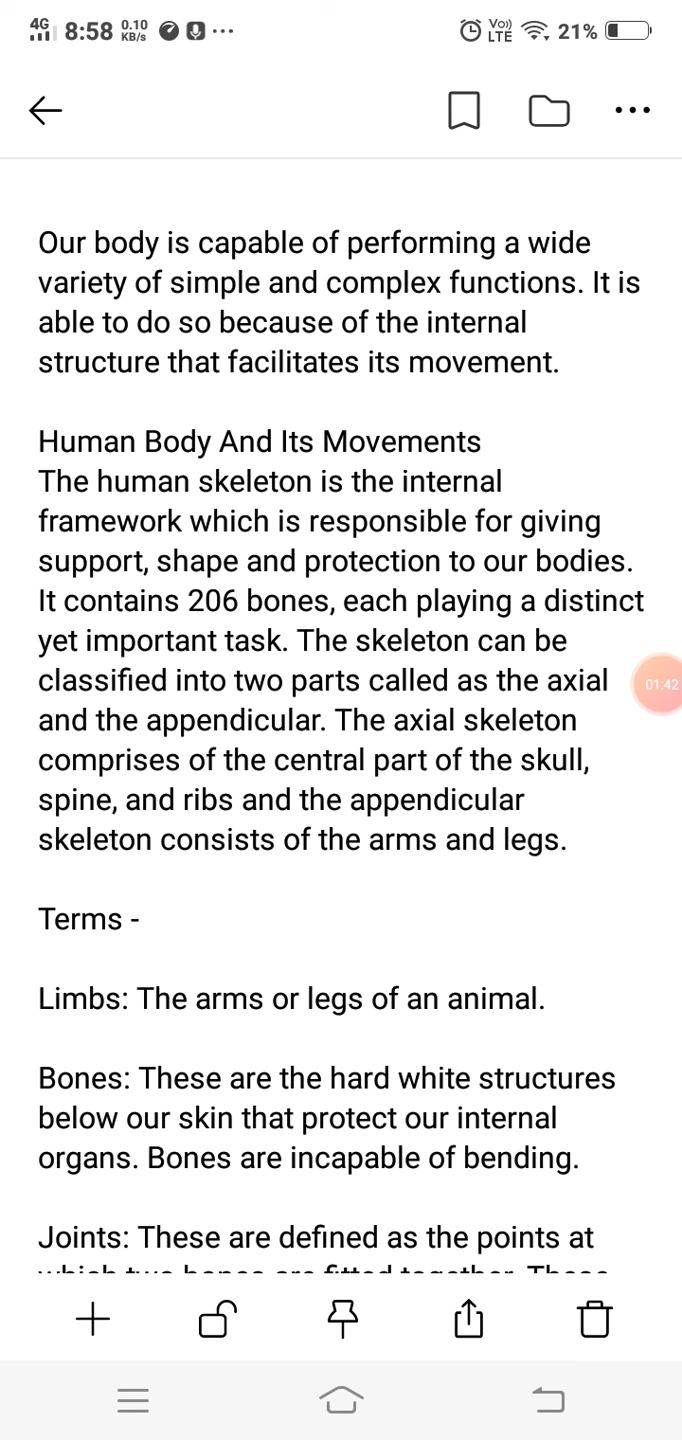 4G 8:58 0.10 KB/s Vo)) LTE 21%
Our body is capable of performing a wide
variety of simple and complex functions. It is
able to do so because of the internal
structure that facilitates its movement.
Human Body And Its Movements
The human skeleton is the internal
framework which is responsible for giving
support, shape and protection to our bodies.
It contains 206 bones, each playing a distinct
yet important task. The skeleton can be
classified into two parts called as the axial
01:42
and the appendicular. The axial skeleton
comprises of the central part of the skull,
spine, and ribs and the appendicular
skeleton consists of the arms and legs.
Terms -
Limbs: The arms or legs of an animal.
Bones: These are the hard white structures
below our skin that protect our internal
organs. Bones are incapable of bending.
Joints: These are defined as the points at
which two bones are fitted together. These